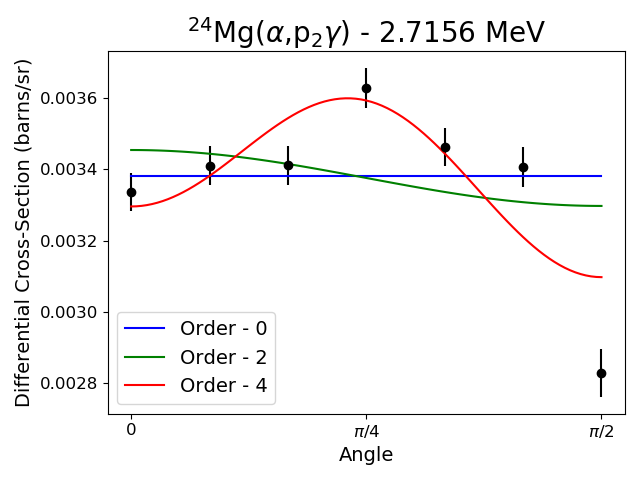 ²⁴Mg(α,p₂γ) - 2.7156 MeV
Differential Cross-Section (barns/sr)
0.0036
0.0034
0.0032
0.0030
0.0028
Order - 0
Order - 2
Order - 4
0
π/4
π/2
Angle